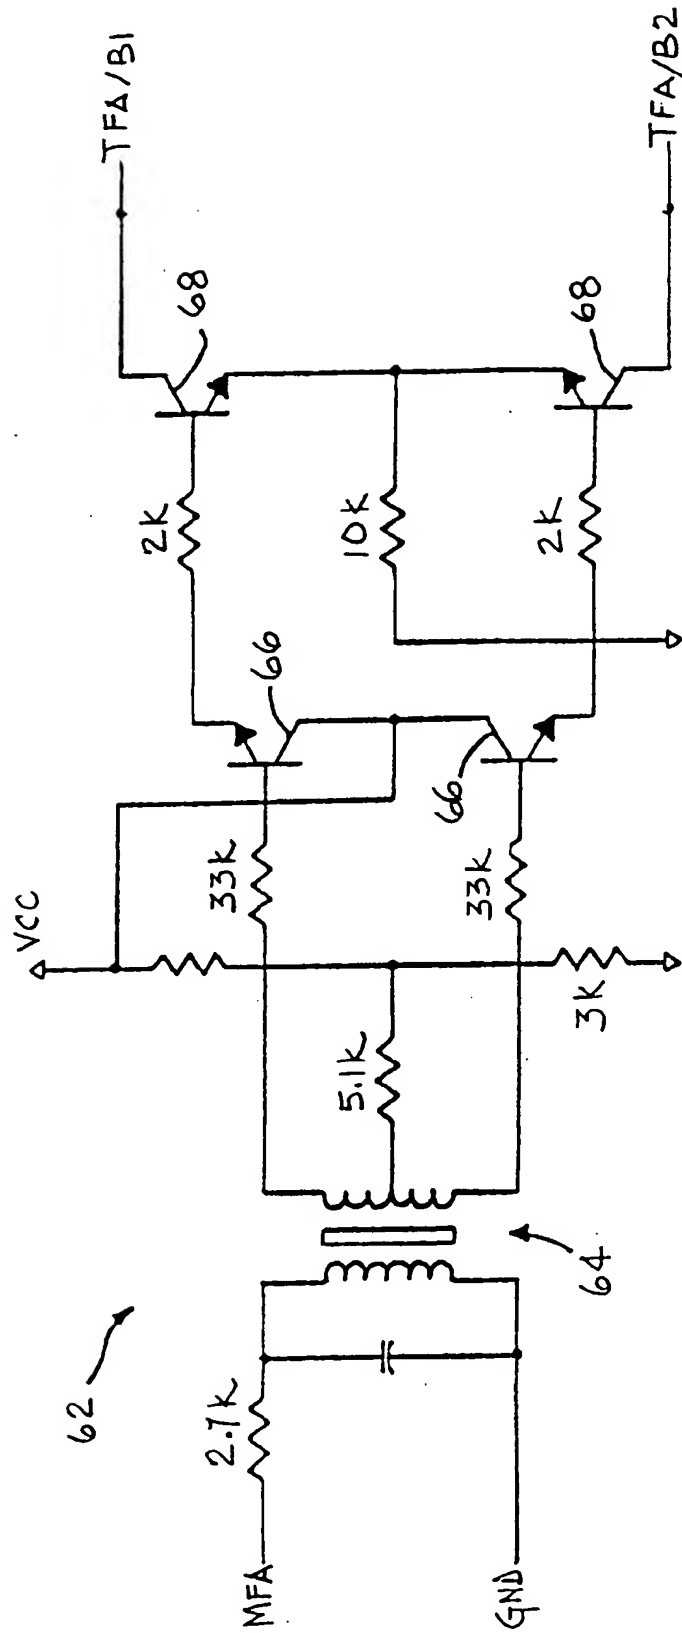 VCC
62
TFA/B1
2k
68
2.7k
33k
MFA
66
5.1k
10k
66
33k
GND
2k
68
3k
64
TFA/B2